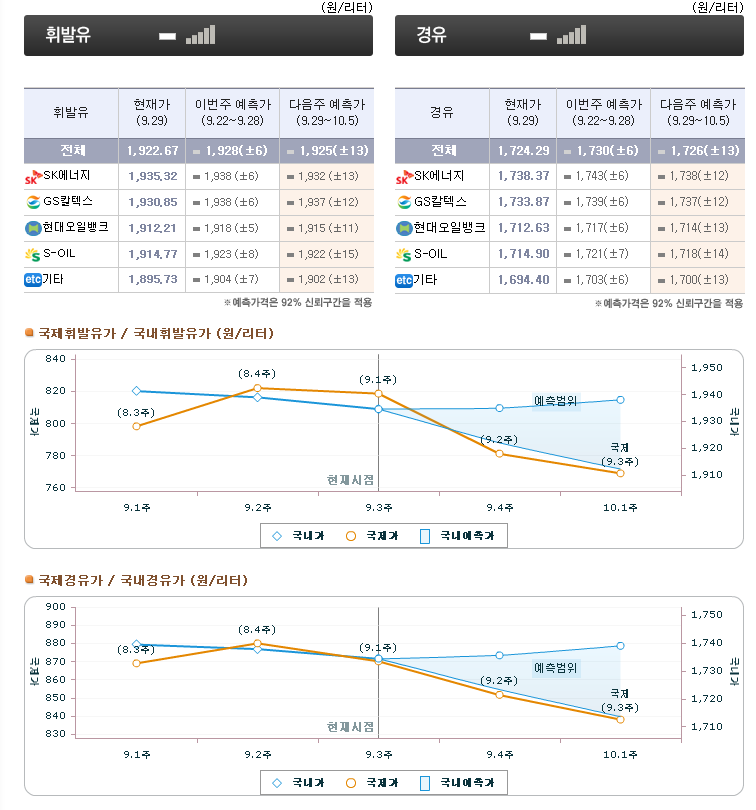 (원/리터)
휘발유
휘발유 현재가 (9.29) 이번주 예측가 (9.22~9.28) 다음주 예측가 (9.29~10.5)
전체 1,922.67 1,928(±6) 1,925(±13)
SK에너지 1,935.32 1,938 (±6) 1,932 (±13)
GS칼텍스 1,930.85 1,938 (±6) 1,937 (±12)
현대오일뱅크 1,912.21 1,918 (±5) 1,915 (±11)
S-OIL 1,914.77 1,923 (±8) 1,922 (±15)
etc 기타 1,895.73 1,904 (±7) 1,902 (±13)
※예측가격은 92% 신뢰구간을 적용
(원/리터)
경유
경유 현재가 (9.29) 이번주 예측가 (9.22~9.28) 다음주 예측가 (9.29~10.5)
전체 1,724.29 1,730(±6) 1,726(±13)
SK에너지 1,738.37 1,743(±6) 1,738(±12)
GS칼텍스 1,733.87 1,739(±6) 1,737(±12)
현대오일뱅크 1,712.63 1,717(±6) 1,714(±13)
S-OIL 1,714.90 1,721(±7) 1,718(±14)
etc 기타 1,694.40 1,703(±6) 1,700(±13)
※예측가격은 92% 신뢰구간을 적용
국제휘발유가 / 국내휘발유가 (원/리터)
840
820
800
780
760
국제가
(8.3주)
(8.4주)
(9.1주)
(9.2주)
국제
(9.3주)
예측범위
현재시점
1,950
1,940
1,930
1,920
1,910
국내가
9.1주 9.2주 9.3주 9.4주 10.1주
국내가 국제가 국내예측가
국제경유가 / 국내경유가 (원/리터)
900
890
880
870
860
850
840
830
국제가
(8.3주)
(8.4주)
(9.1주)
(9.2주)
국제
(9.3주)
예측범위
현재시점
1,750
1,740
1,730
1,720
1,710
국내가
9.1주 9.2주 9.3주 9.4주 10.1주
국내가 국제가 국내예측가